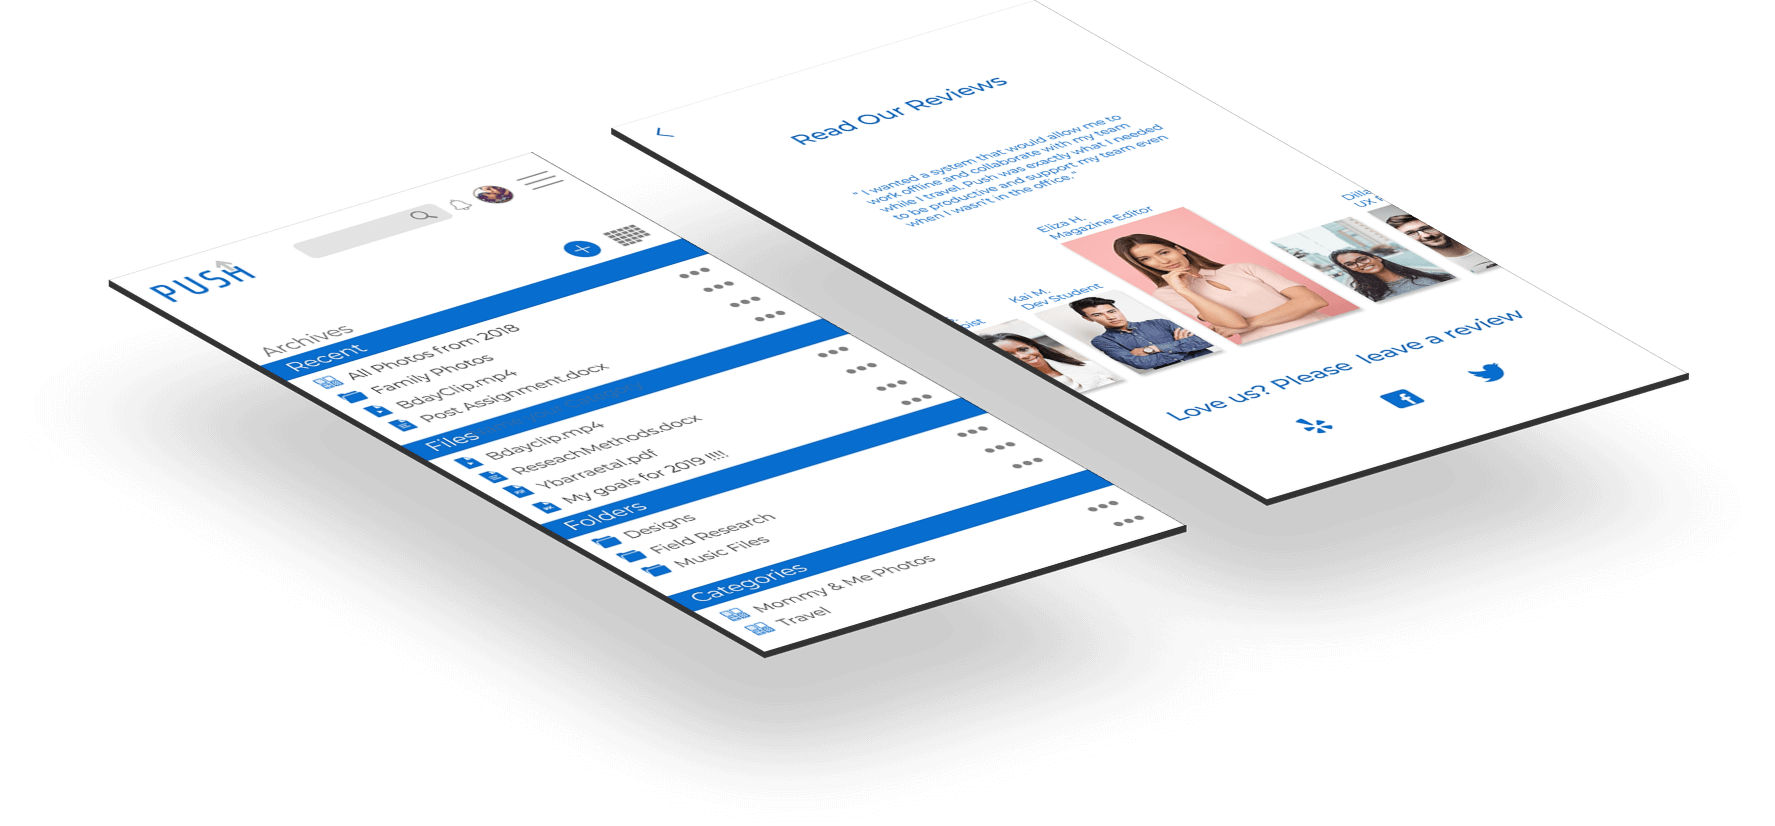 PUSH
Archives
Recent
All Photos from 2018
Family Photos
BdayClip.mp4
Post Assignment.docx
Files
Bdayclip.mp4
ReseachMethods.docx
Ybarraetal.pdf
My goals for 2019 !!!!
Folders
Designs
Field Research
Music Files
Categories
Mommy & Me Photos
Travel
Read Our Reviews
" I wanted a system that would allow me to
work offline and collaborate with my team
while I travel. Push was exactly what I needed
to be productive and support my team even
when I wasn't in the office."
Eliza H.
Magazine Editor
Kai M.
Dev Student
UX
Love us? Please leave a review